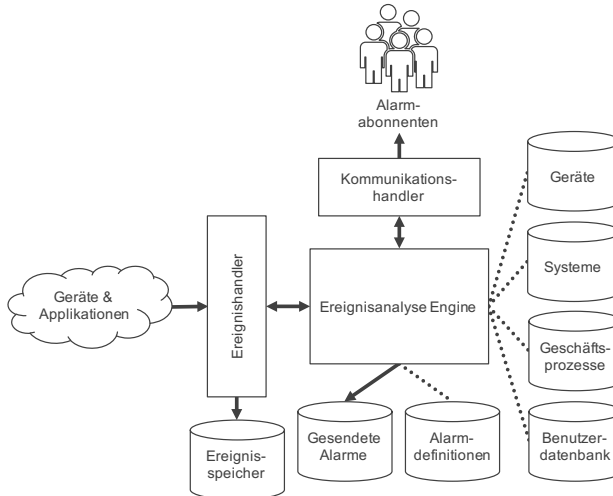 Alarm-
abonnenten
Kommunikations-
handler
Geräte
Systeme
Geräte &
Applikationen
Ereignishandler
Ereignisanalyse Engine
Geschäfts-
prozesse
Ereignis-
speicher
Gesendete
Alarme
Alarm-
definitionen
Benutzer-
datenbank